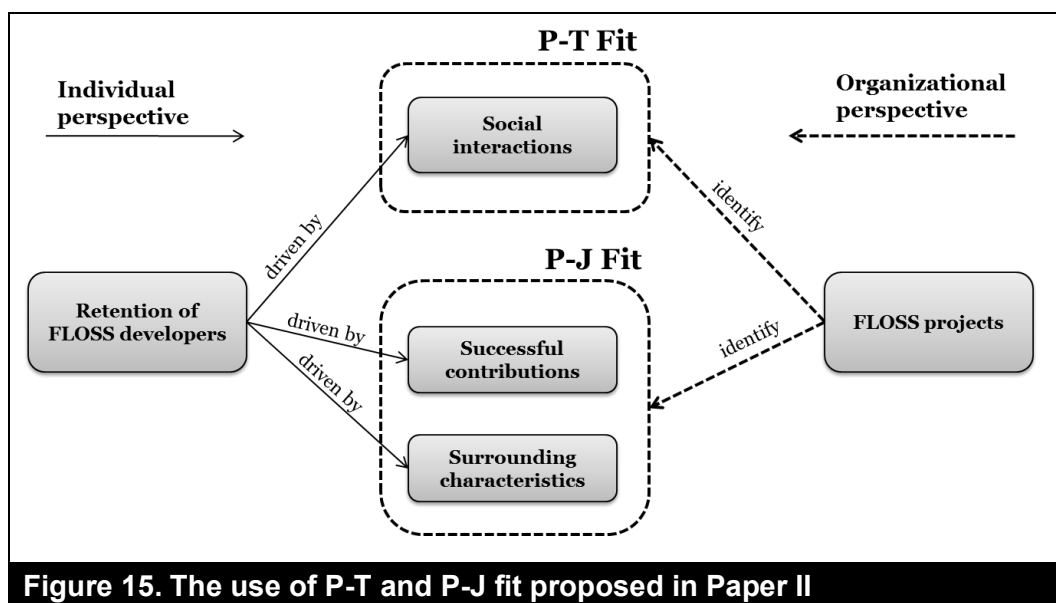 P-T Fit
Individual
perspective
Organizational
perspective
Social
interactions
driven by
identify
P-J Fit
Retention of
FLOSS developers
driven by
Successful
contributions
identify
FLOSS projects
driven by
Surrounding
characteristics
Figure 15. The use of P-T and P-J fit proposed in Paper II